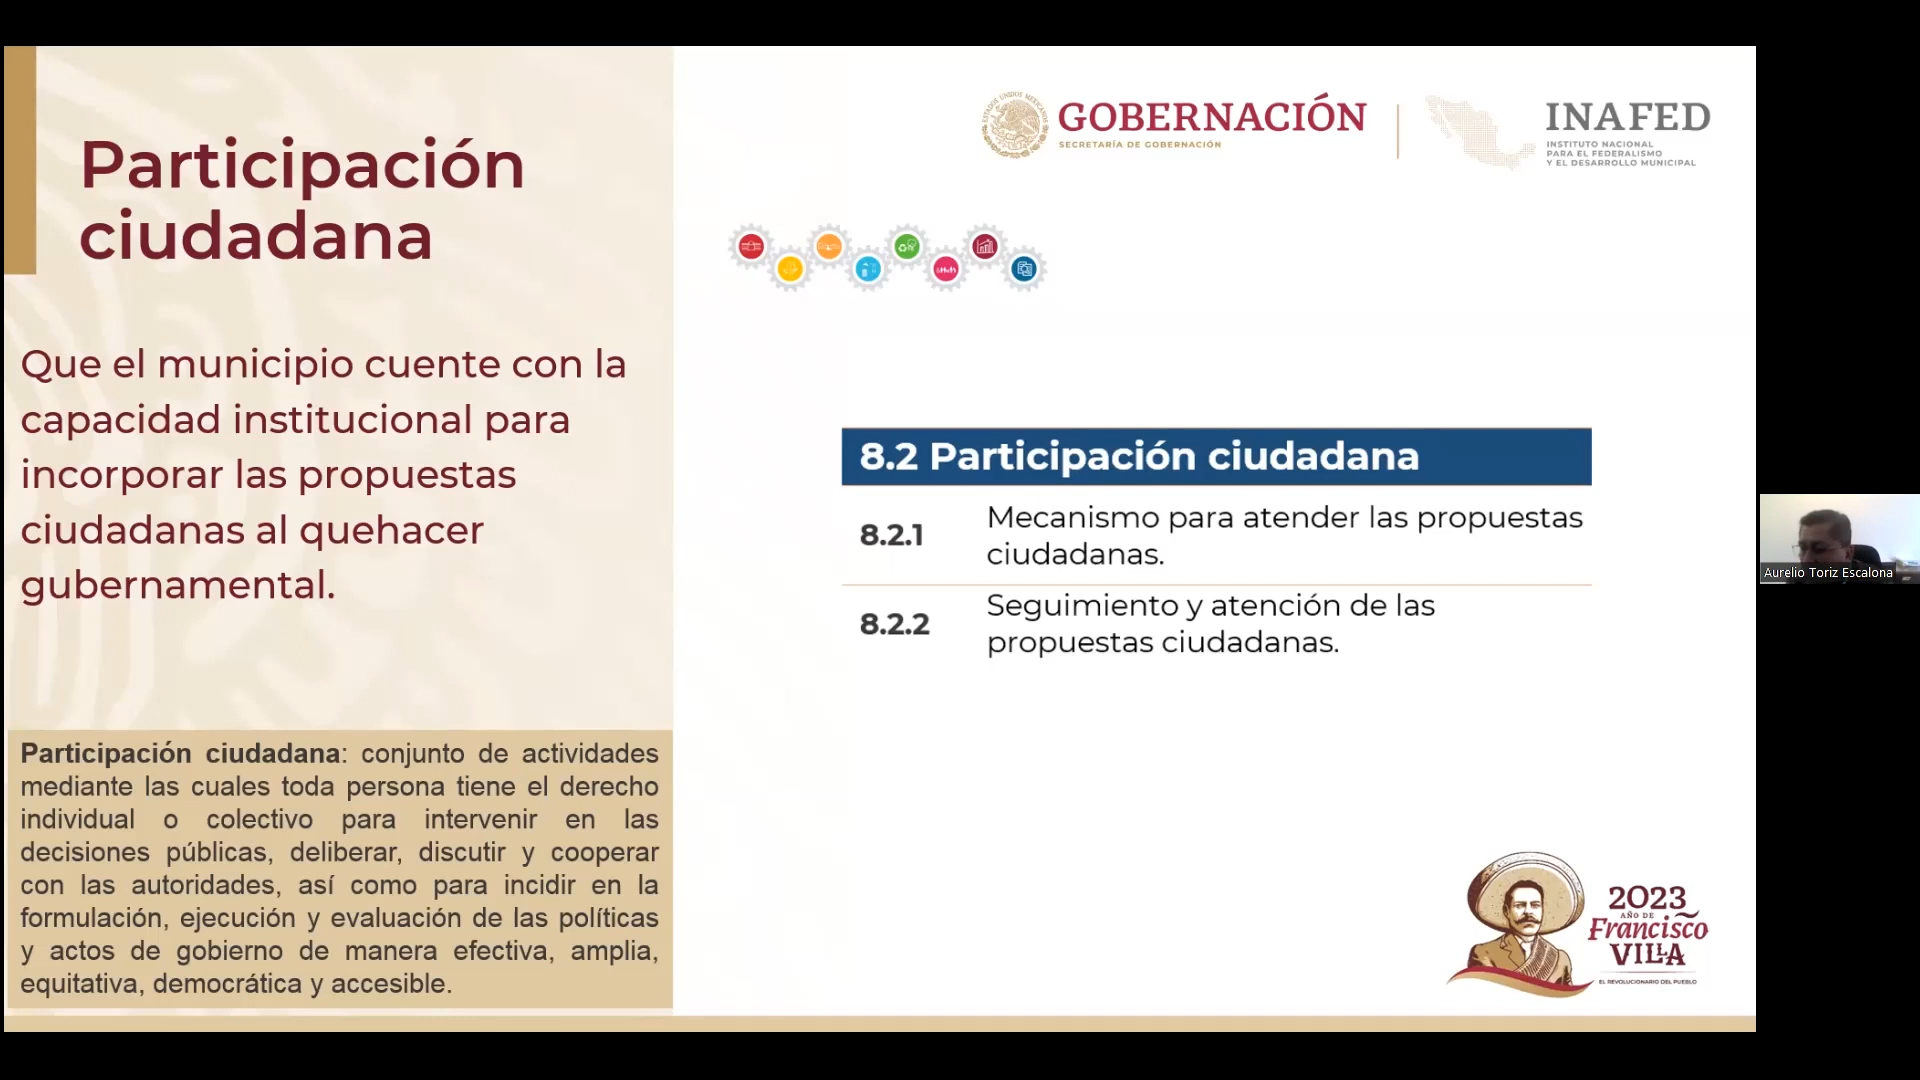 Participación
ciudadana
Que el municipio cuente con la
capacidad institucional para
incorporar las propuestas
ciudadanas al quehacer
gubernamental.
Participación ciudadana: conjunto de actividades
mediante las cuales toda persona tiene el derecho
individual o colectivo para intervenir en las
decisiones públicas, deliberar, discutir y cooperar
con las autoridades, así como para incidir en la
formulación, ejecución y evaluación de las políticas
y actos de gobierno de manera efectiva, amplia,
equitativa, democrática y accesible.
ESTADOS UNIDOS MEXICANOS
GOBERNACIÓN
SECRETARÍA DE GOBERNACIÓN
INAFED
INSTITUTO NACIONAL
PARA EL FEDERALISMO
Y EL DESARROLLO MUNICIPAL
8.2 Participación ciudadana
8.2.1 Mecanismo para atender las propuestas
ciudadanas.
8.2.2 Seguimiento y atención de las
propuestas ciudadanas.
2023
AÑO DE
Francisco
VILLA
EL REVOLUCIONARIO DEL PUEBLO
Aurelio Toriz Escalona